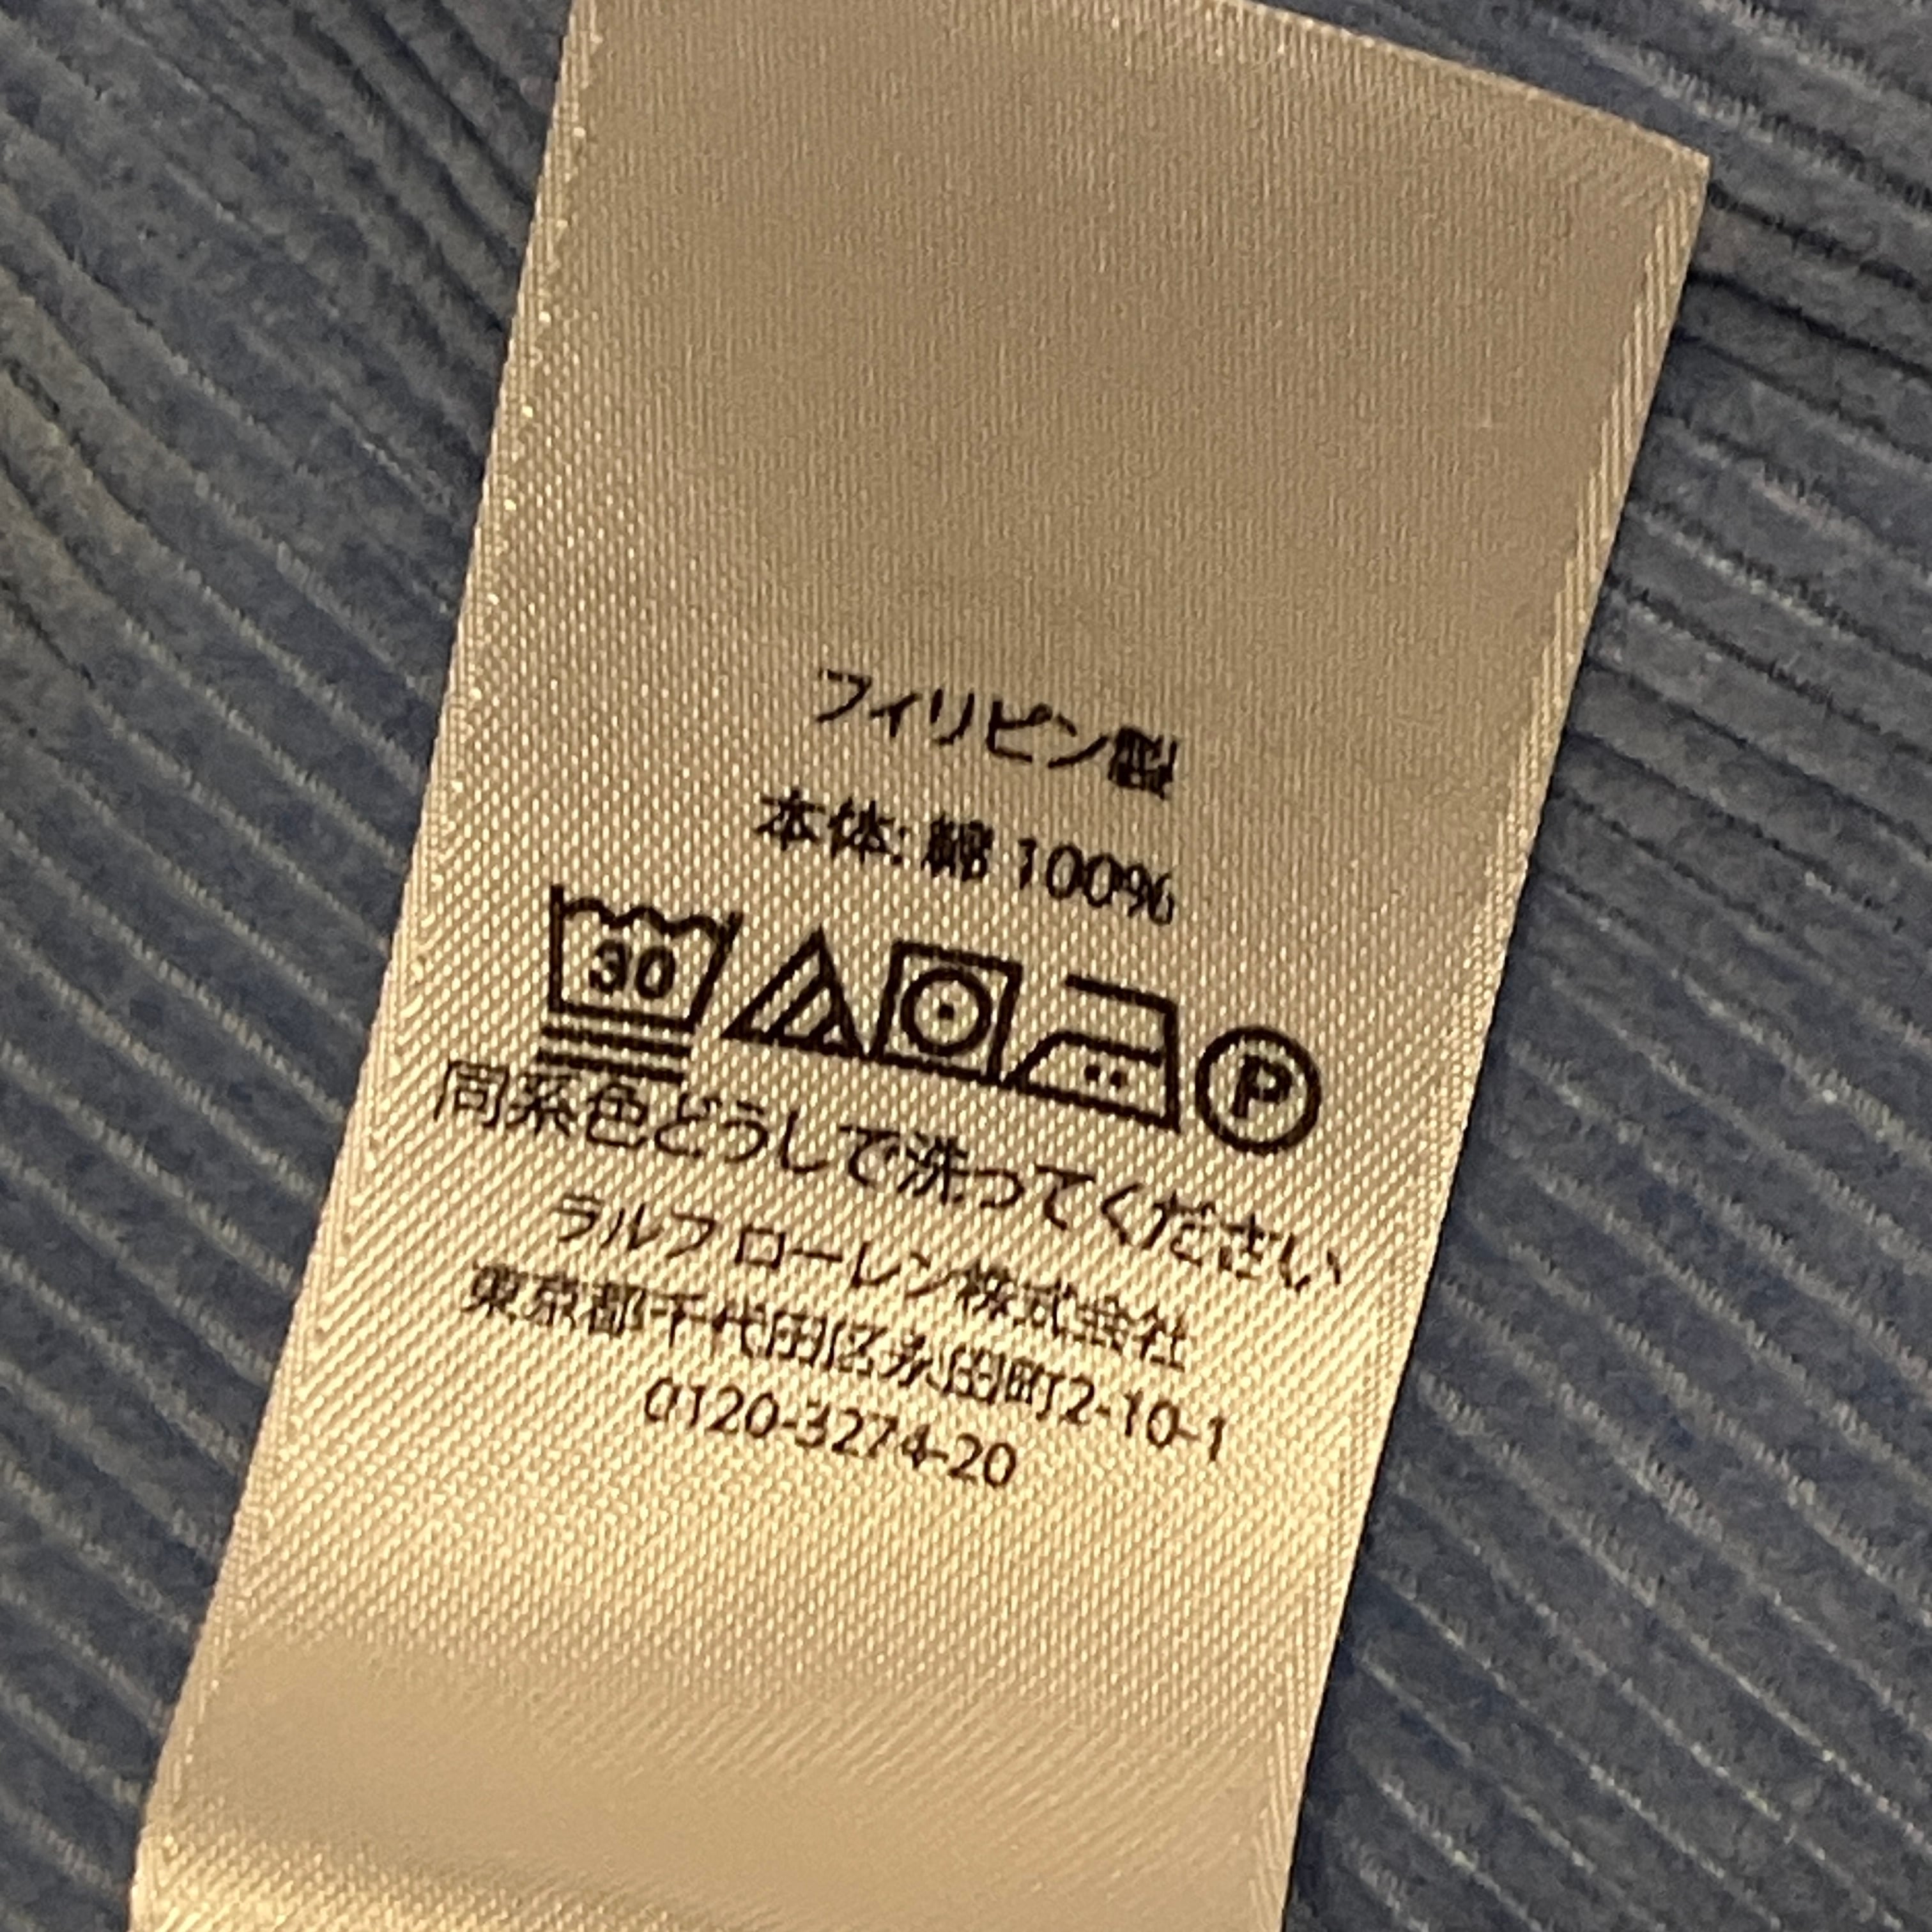 フィリピン製
本体: 綿 100%
30 P
同系色どうしで洗ってください
ラルフ ローレン株式会社
東京都千代田区永田町2-10-1
0120-3274-20